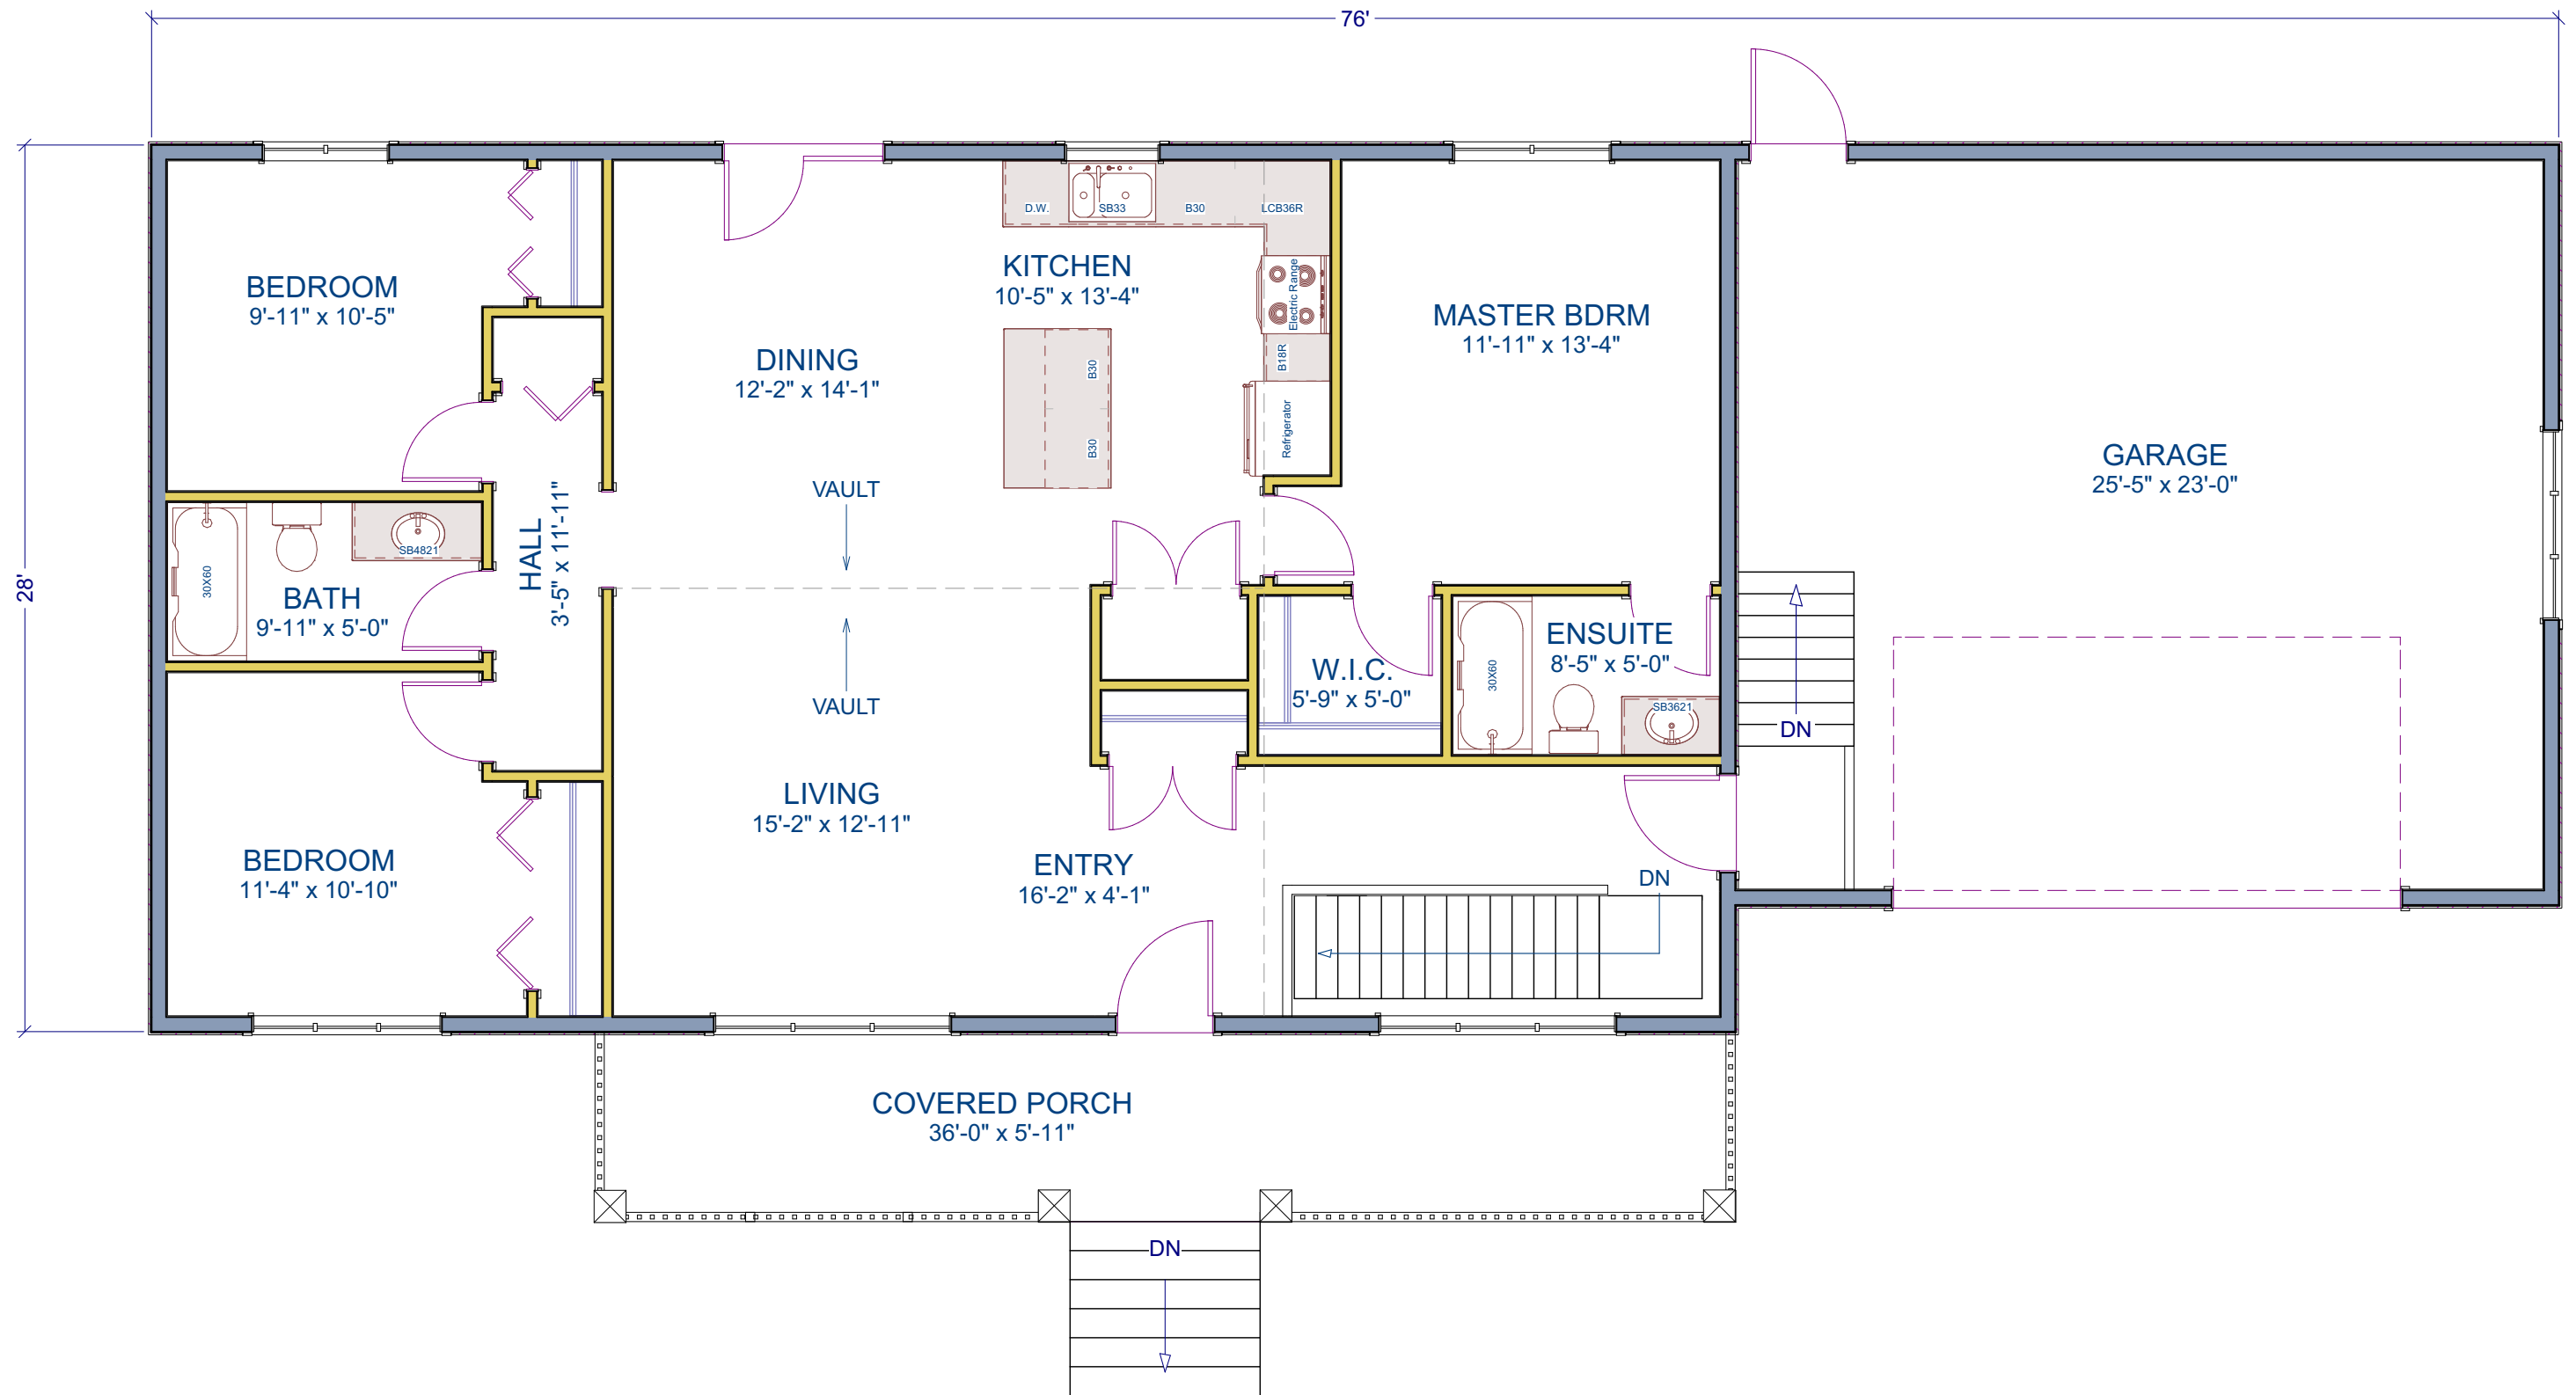 76'
28'
BEDROOM
9'-11" x 10'-5"
KITCHEN
10'-5" x 13'-4"
D.W.
SB33
B30
LCB36R
Electric Range
B18R
Refrigerator
B30
B30
DINING
12'-2" x 14'-1"
MASTER BDRM
11'-11" x 13'-4"
GARAGE
25'-5" x 23'-0"
VAULT
VAULT
HALL
3'-5" x 11'-11"
SB4821
30X60
BATH
9'-11" x 5'-0"
W.I.C.
5'-9" x 5'-0"
ENSUITE
8'-5" x 5'-0"
30X60
SB3621
DN
LIVING
15'-2" x 12'-11"
BEDROOM
11'-4" x 10'-10"
ENTRY
16'-2" x 4'-1"
DN
COVERED PORCH
36'-0" x 5'-11"
DN